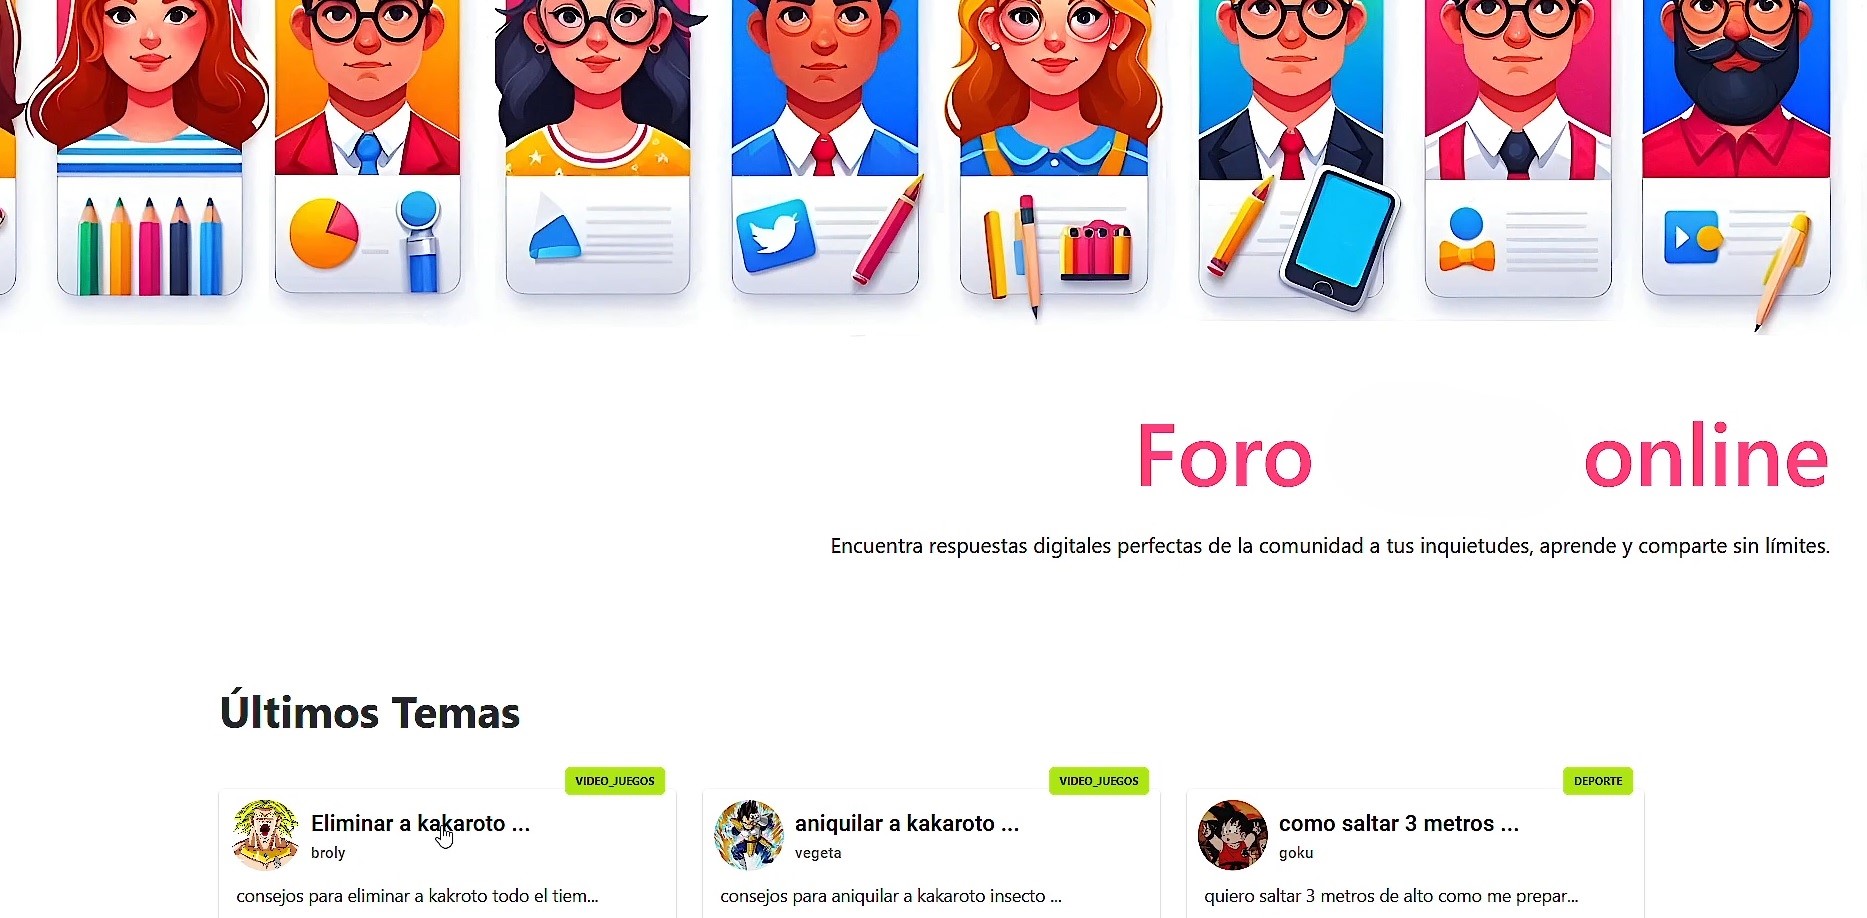 Foro online
Encuentra respuestas digitales perfectas de la comunidad a tus inquietudes, aprende y comparte sin límites.
Últimos Temas
VIDEO_JUEGOS
Eliminar a kakaroto ...
broly
consejos para eliminar a kakroto todo el tiem...
VIDEO_JUEGOS
aniquilar a kakaroto ...
vegeta
consejos para aniquilar a kakaroto insecto ...
DEPORTE
como saltar 3 metros ...
goku
quiero saltar 3 metros de alto como me prepar...